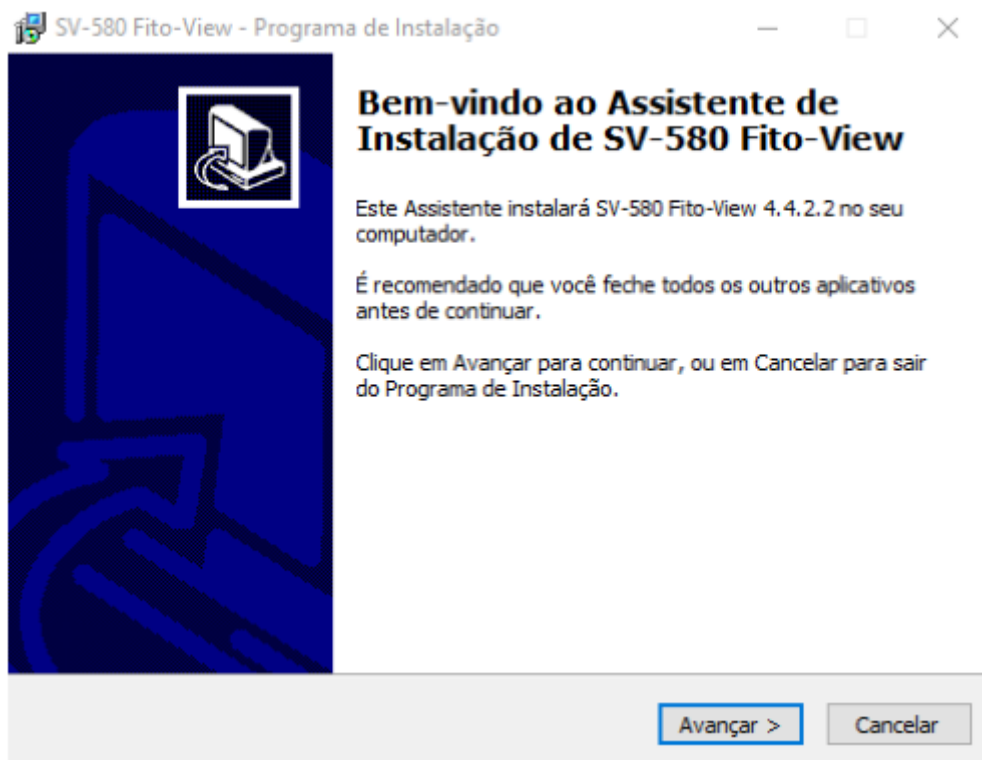 SV-580 Fito-View - Programa de Instalação
Bem-vindo ao Assistente de
Instalação de SV-580 Fito-View
Este Assistente instalará SV-580 Fito-View 4.4.2.2 no seu
computador.
É recomendado que você feche todos os outros aplicativos
antes de continuar.
Clique em Avançar para continuar, ou em Cancelar para sair
do Programa de Instalação.
Avançar >
Cancelar